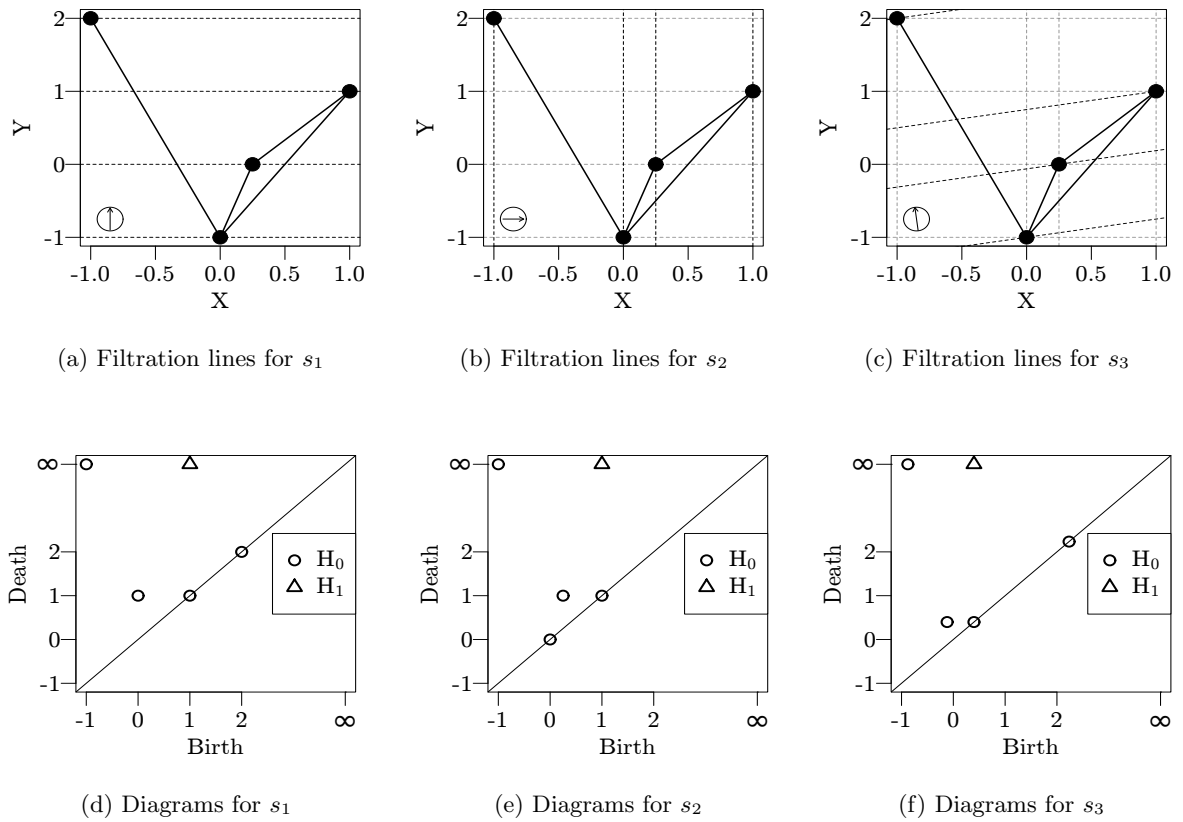 2
1
0
-1
Y
-1.0 -0.5 0.0 0.5 1.0
X
(a) Filtration lines for s₁
2
1
0
-1
Y
-1.0 -0.5 0.0 0.5 1.0
X
(b) Filtration lines for s₂
2
1
0
-1
Y
-1.0 -0.5 0.0 0.5 1.0
X
(c) Filtration lines for s₃
∞
2
1
0
-1
Death
H₀
H₁
-1 0 1 2 ∞
Birth
(d) Diagrams for s₁
∞
2
1
0
-1
Death
H₀
H₁
-1 0 1 2 ∞
Birth
(e) Diagrams for s₂
∞
2
1
0
-1
Death
H₀
H₁
-1 0 1 2 ∞
Birth
(f) Diagrams for s₃